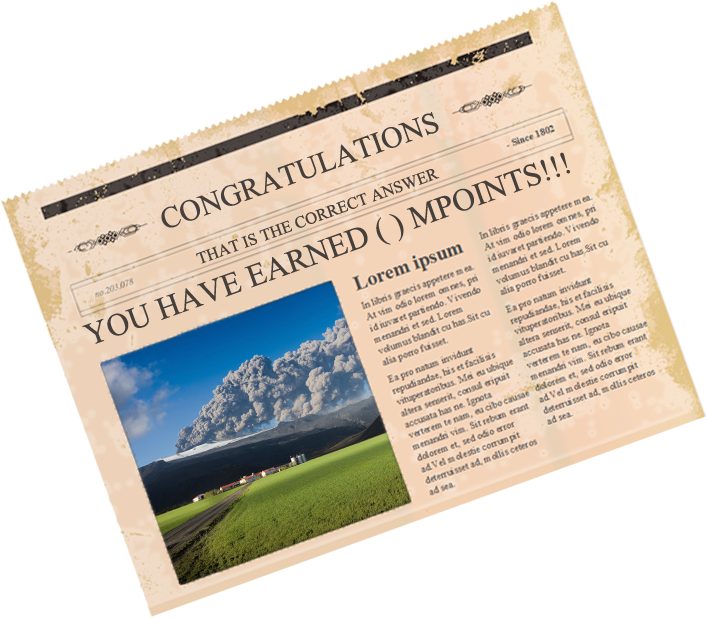 CONGRATULATIONS
- Since 1802
THAT IS THE CORRECT ANSWER
no.203.078
YOU HAVE EARNED ( ) MPOINTS!!!
Lorem ipsum
In libris graecis appetere m ea.
At vim odio lorem omnes, pri
id iuvaret partiendo. Vivendo
menandri et sed. Lorem
volumus blandit cu has.Sit cu
alia porro fuisset.
Ea pro natum invidunt
repudiandae, his et facilisis
vituperatoribus. Mei eu ubique
altera senserit, consul eripuit
accusata has ne. Ignota
verterem te nam, eu cibo causae
menandri vim. Sit rebum erant
dolorem et, sed odio error
ad.Vel molestie corrumpit
deterruisset ad, mollis ceteros
ad sea.
In libris graecis appetere m ea.
At vim odio lorem omnes, pri
id iuvaret partiendo. Vivendo
menandri et sed. Lorem
volumus blandit cu has.Sit cu
alia porro fuisset.
Ea pro natum invidunt
repudiandae, his et facilisis
vituperatoribus. Mei eu ubique
altera senserit, consul eripuit
accusata has ne. Ignota
verterem te nam, eu cibo causae
menandri vim. Sit rebum erant
dolorem et, sed odio error
ad.Vel molestie corrumpit
deterruisset ad, mollis ceteros
ad sea.